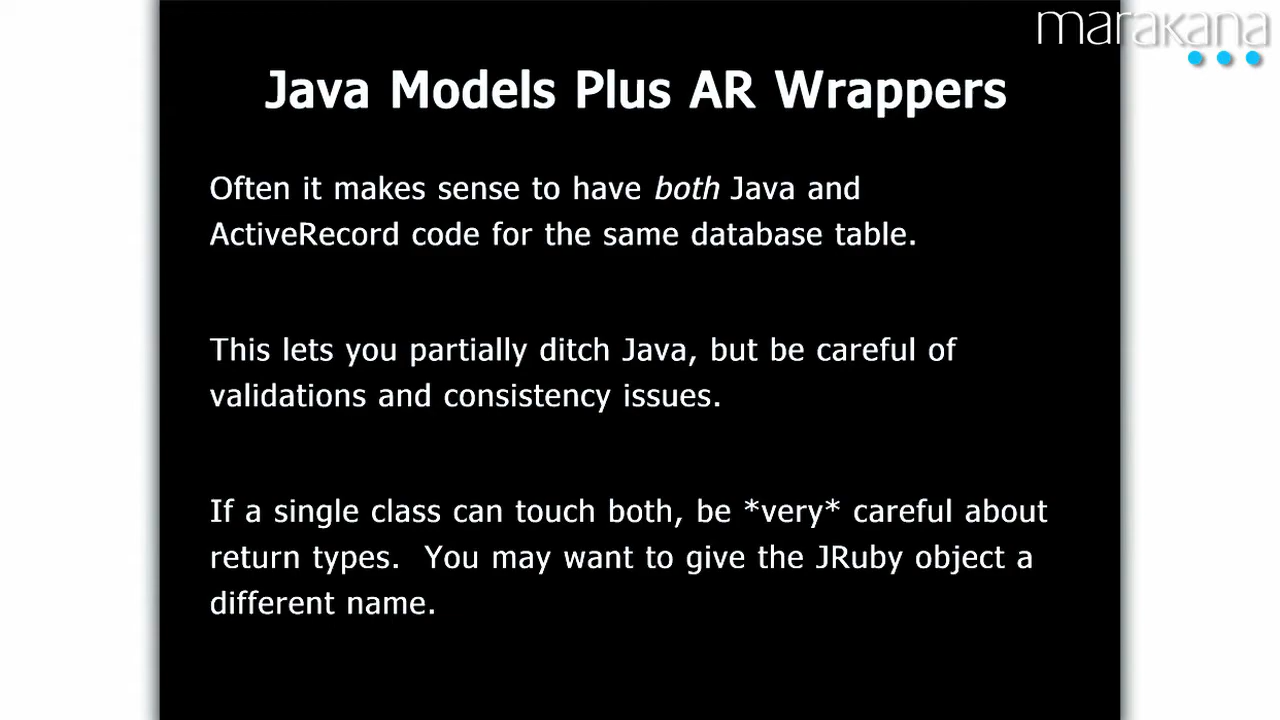 marakana
Java Models Plus AR Wrappers
Often it makes sense to have both Java and
ActiveRecord code for the same database table.
This lets you partially ditch Java, but be careful of
validations and consistency issues.
If a single class can touch both, be *very* careful about
return types.  You may want to give the JRuby object a
different name.